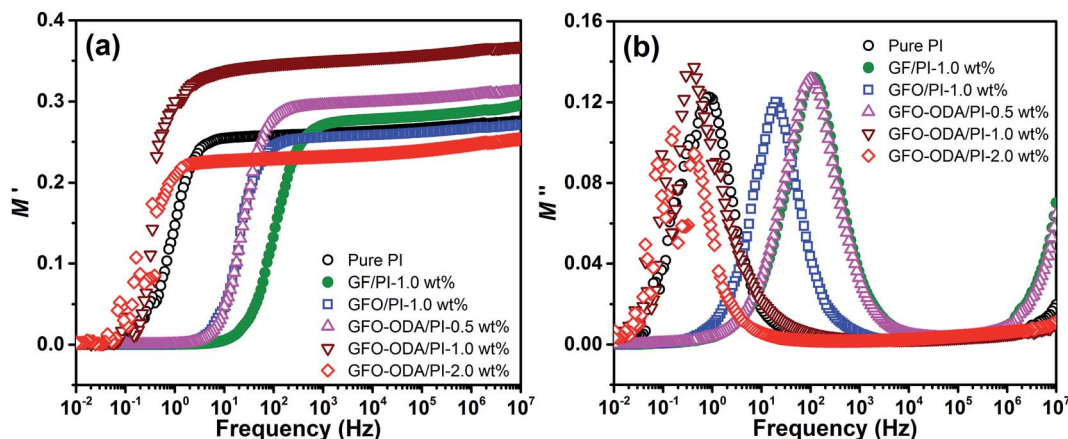 (a)
M'
0.4
0.3
0.2
0.1
0.0
Pure PI
GF/PI-1.0 wt%
GFO/PI-1.0 wt%
GFO-ODA/PI-0.5 wt%
GFO-ODA/PI-1.0 wt%
GFO-ODA/PI-2.0 wt%
10⁻² 10⁻¹ 10⁰ 10¹ 10² 10³ 10⁴ 10⁵ 10⁶ 10⁷
Frequency (Hz)
(b)
M''
0.16
0.12
0.08
0.04
0.00
Pure PI
GF/PI-1.0 wt%
GFO/PI-1.0 wt%
GFO-ODA/PI-0.5 wt%
GFO-ODA/PI-1.0 wt%
GFO-ODA/PI-2.0 wt%
10⁻² 10⁻¹ 10⁰ 10¹ 10² 10³ 10⁴ 10⁵ 10⁶ 10⁷
Frequency (Hz)